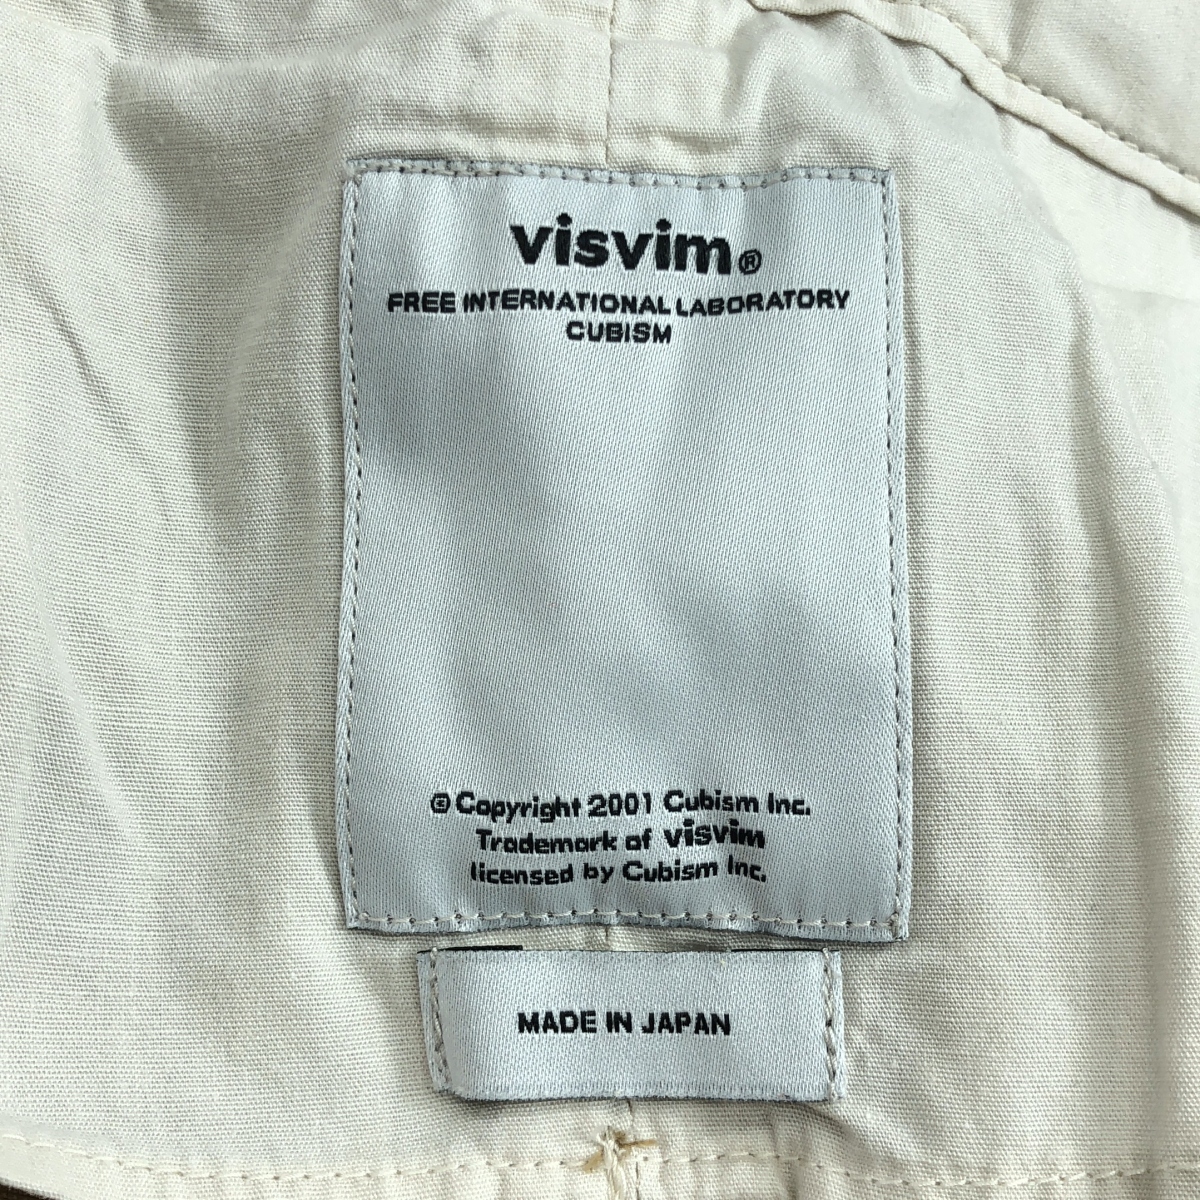 visvim®
FREE INTERNATIONAL LABORATORY
CUBISM
© Copyright 2001 Cubism Inc.
Trademark of visvim
licensed by Cubism Inc.
MADE IN JAPAN